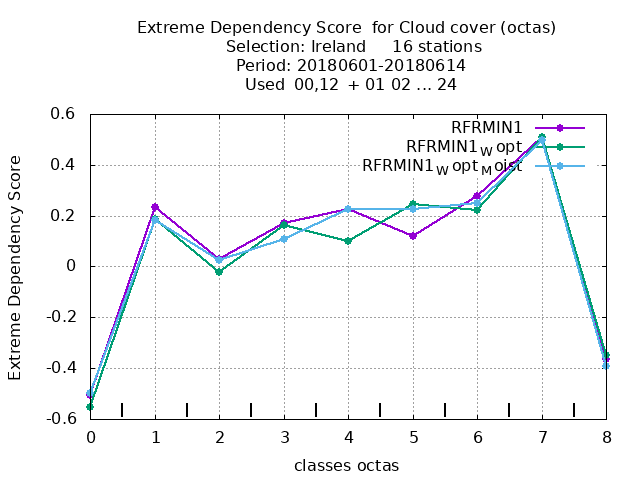 Extreme Dependency Score  for Cloud cover (octas)
Selection: Ireland     16 stations
Period: 20180601-20180614
Used  00,12  + 01 02 ... 24
RFRMIN1
RFRMIN1Wopt
RFRMIN1WoptMoist
Extreme Dependency Score
0.6
0.4
0.2
0
-0.2
-0.4
-0.6
0 1 2 3 4 5 6 7 8
classes octas